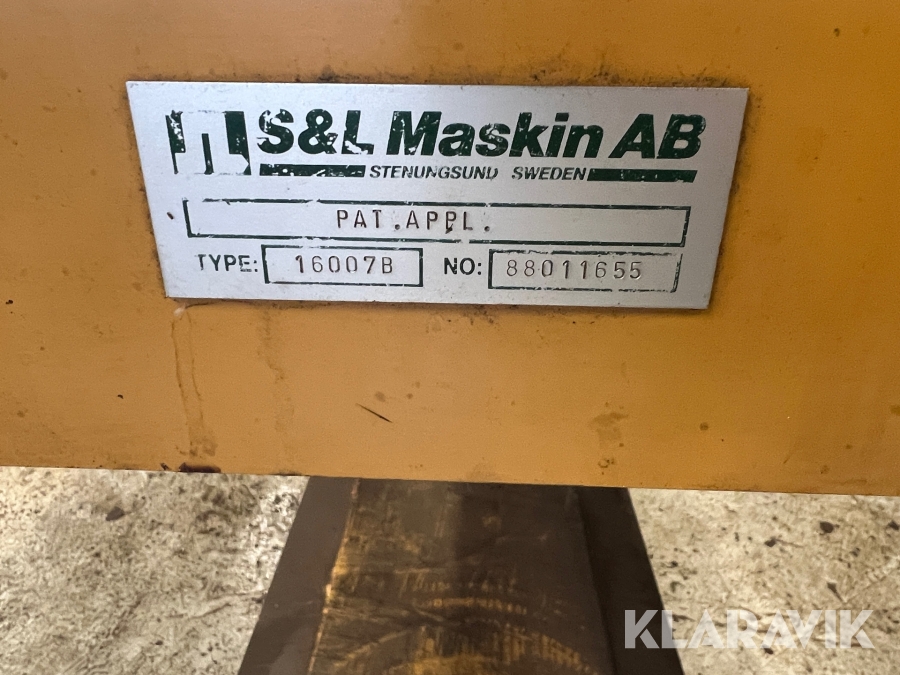 S&L Maskin AB
STENUNGSUND SWEDEN
PAT.APPL.
TYPE: 16007B NO: 88011655
KLARAVIK